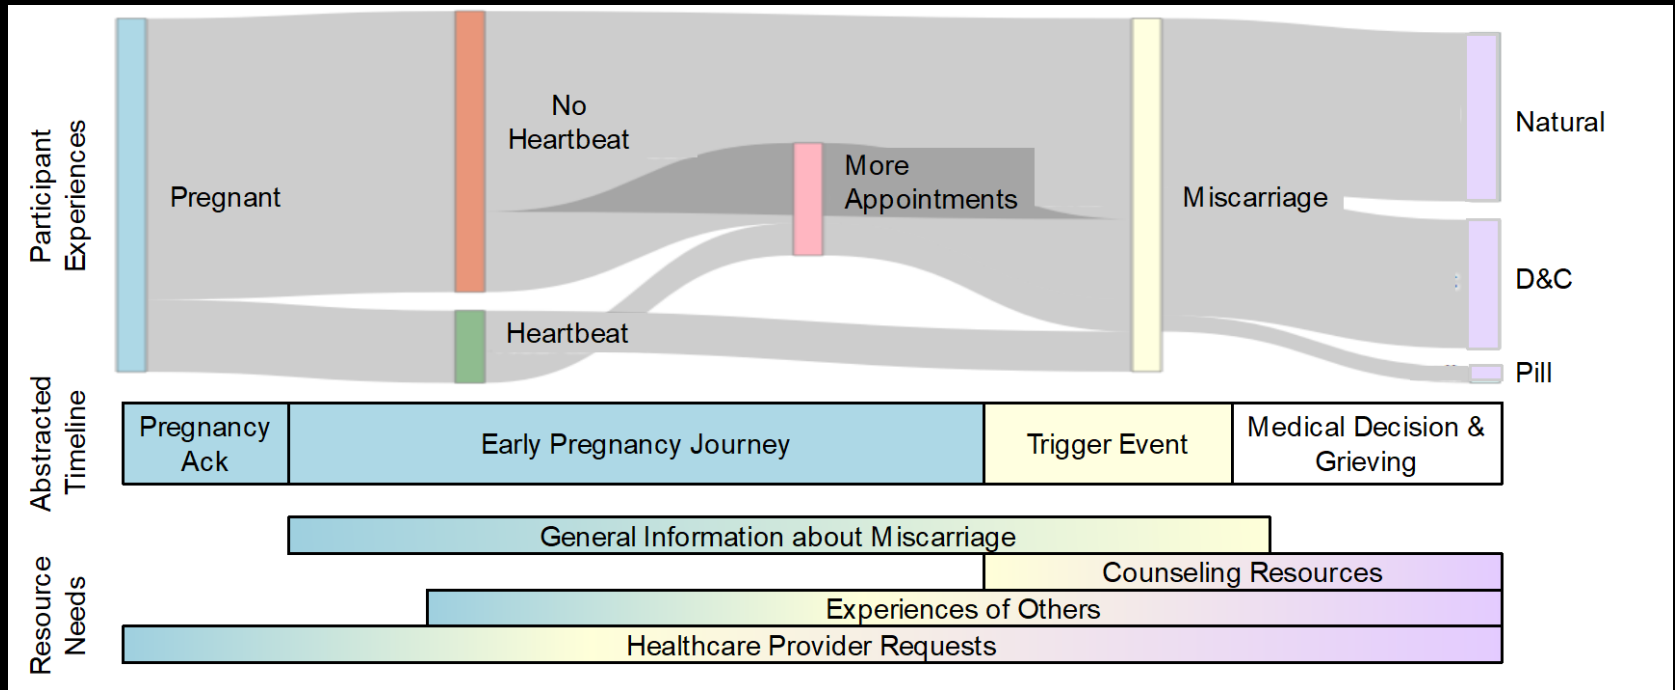 Participant
Experiences
Pregnant
No
Heartbeat
Heartbeat
More
Appointments
Miscarriage
Natural
D&C
Pill
Abstracted
Timeline
Pregnancy
Ack
Early Pregnancy Journey
Trigger Event
Medical Decision &
Grieving
Resource
Needs
General Information about Miscarriage
Counseling Resources
Experiences of Others
Healthcare Provider Requests